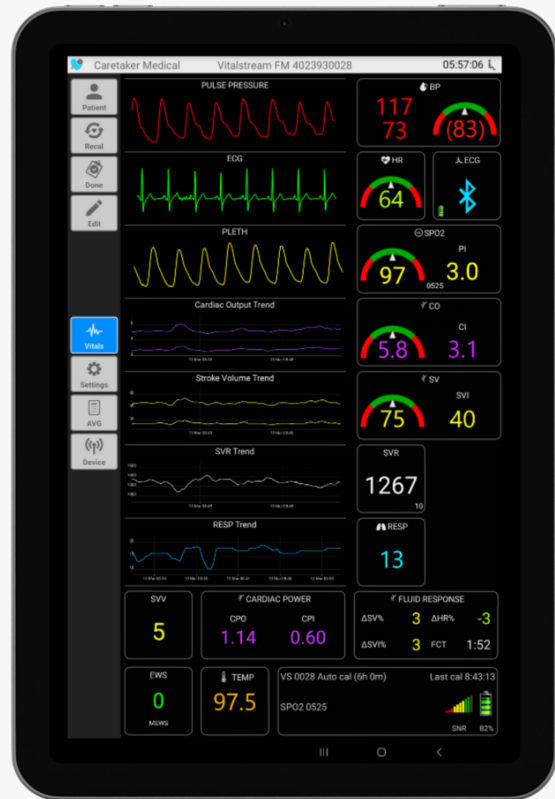 Caretaker Medical Vitalstream FM 4023930028 05:57:06
Patient
Recal
Done
Edit
Vitals
Settings
AVG
Device
PULSE PRESSURE
ECG
PLETH
Cardiac Output Trend
Stroke Volume Trend
SVR Trend
RESP Trend
BP
117
73
(83)
HR
64
ECG
SPO2
97
0525
PI
3.0
CO
5.8
CI
3.1
SV
75
SVI
40
SVR
1267
10
RESP
13
SVV
5
CARDIAC POWER
CPO CPI
1.14 0.60
FLUID RESPONSE
ΔSV% 3 ΔHR% -3
ΔSVI% 3 FCT 1:52
EWS
0
MEWS
TEMP
97.5
VS 0028 Auto cal (6h 0m) Last cal 8:43:13
SPO2 0525
SNR 82%